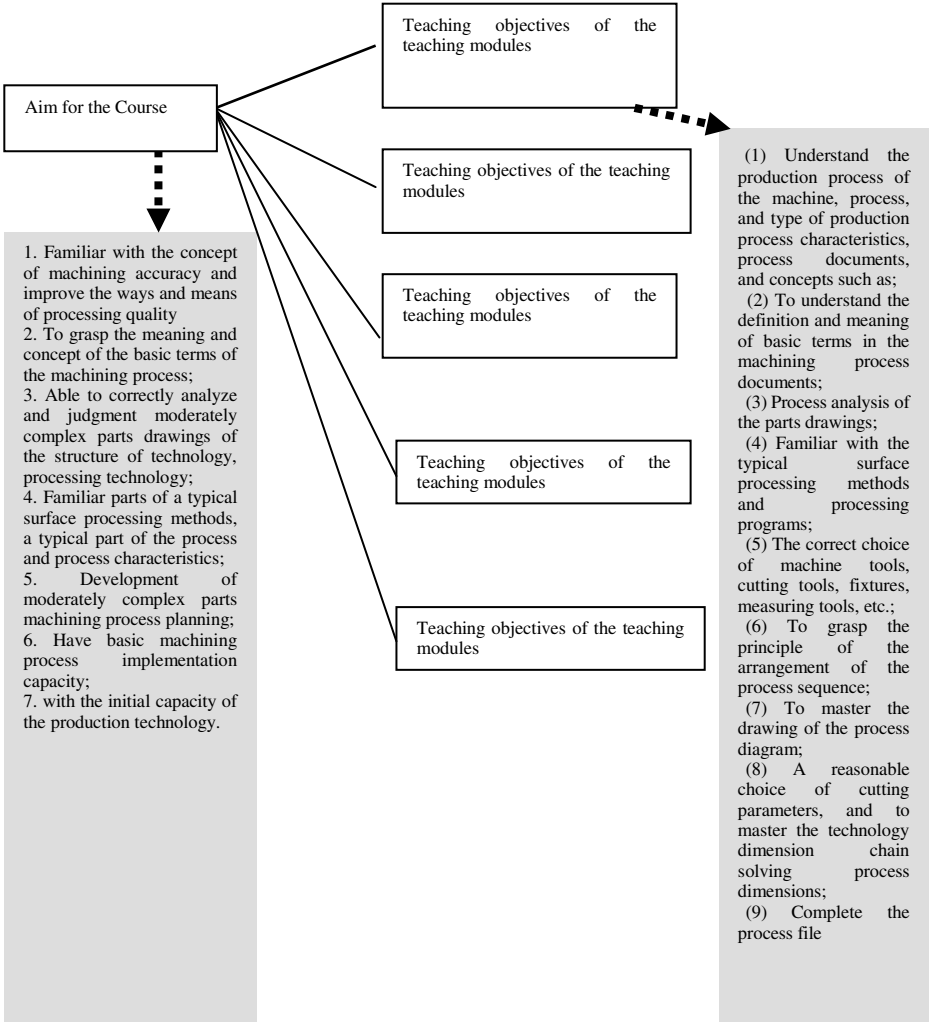 Aim for the Course
Teaching objectives of the
teaching modules
Teaching objectives of the teaching
modules
Teaching objectives of the
teaching modules
Teaching objectives of the
teaching modules
Teaching objectives of the teaching
modules
1. Familiar with the concept
of machining accuracy and
improve the ways and means
of processing quality
2. To grasp the meaning and
concept of the basic terms of
the machining process;
3. Able to correctly analyze
and judgment moderately
complex parts drawings of
the structure of technology,
processing technology;
4. Familiar parts of a typical
surface processing methods,
a typical part of the process
and process characteristics;
5. Development of
moderately complex parts
machining process planning;
6. Have basic machining
process implementation
capacity;
7. with the initial capacity of
the production technology.
(1) Understand the
production process of
the machine, process,
and type of production
process characteristics,
process documents,
and concepts such as;
(2) To understand the
definition and meaning
of basic terms in the
machining process
documents;
(3) Process analysis of
the parts drawings;
(4) Familiar with the
typical surface
processing methods
and processing
programs;
(5) The correct choice
of machine tools,
cutting tools, fixtures,
measuring tools, etc.;
(6) To grasp the
principle of the
arrangement of the
process sequence;
(7) To master the
drawing of the process
diagram;
(8) A reasonable
choice of cutting
parameters, and to
master the technology
dimension chain
solving process
dimensions;
(9) Complete the
process file